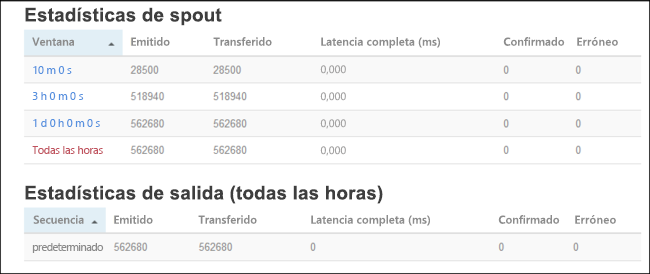 Estadísticas de spout
Ventana Emitido Transferido Latencia completa (ms) Confirmado Erróneo
10 m 0 s 28500 28500 0,000 0 0
3 h 0 m 0 s 518940 518940 0,000 0 0
1 d 0 h 0 m 0 s 562680 562680 0,000 0 0
Todas las horas 562680 562680 0,000 0 0
Estadísticas de salida (todas las horas)
Secuencia Emitido Transferido Latencia completa (ms) Confirmado Erróneo
predeterminado 562680 562680 0 0 0